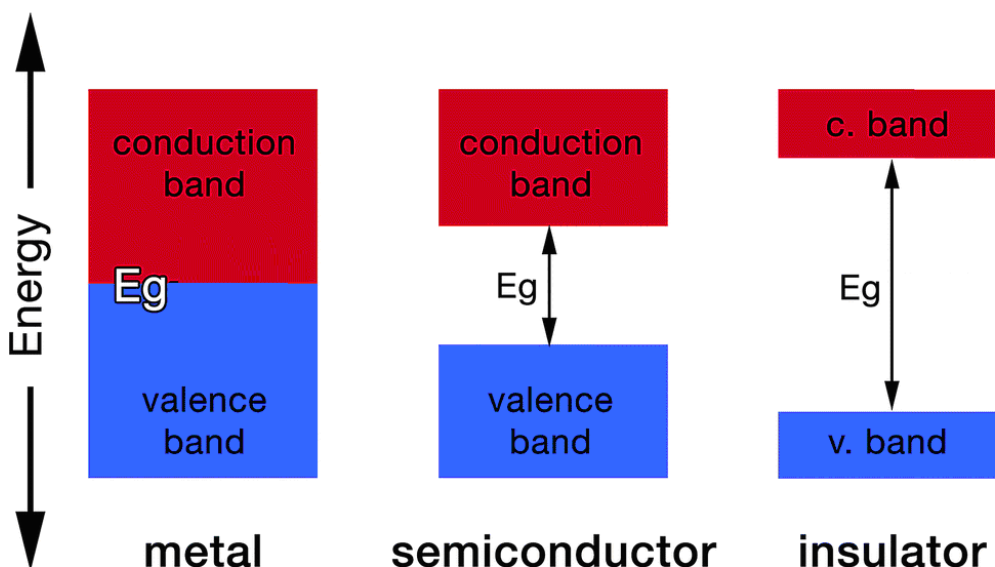 Energy
conduction
band
Eg
valence
band
metal
conduction
band
Eg
valence
band
semiconductor
c. band
Eg
v. band
insulator